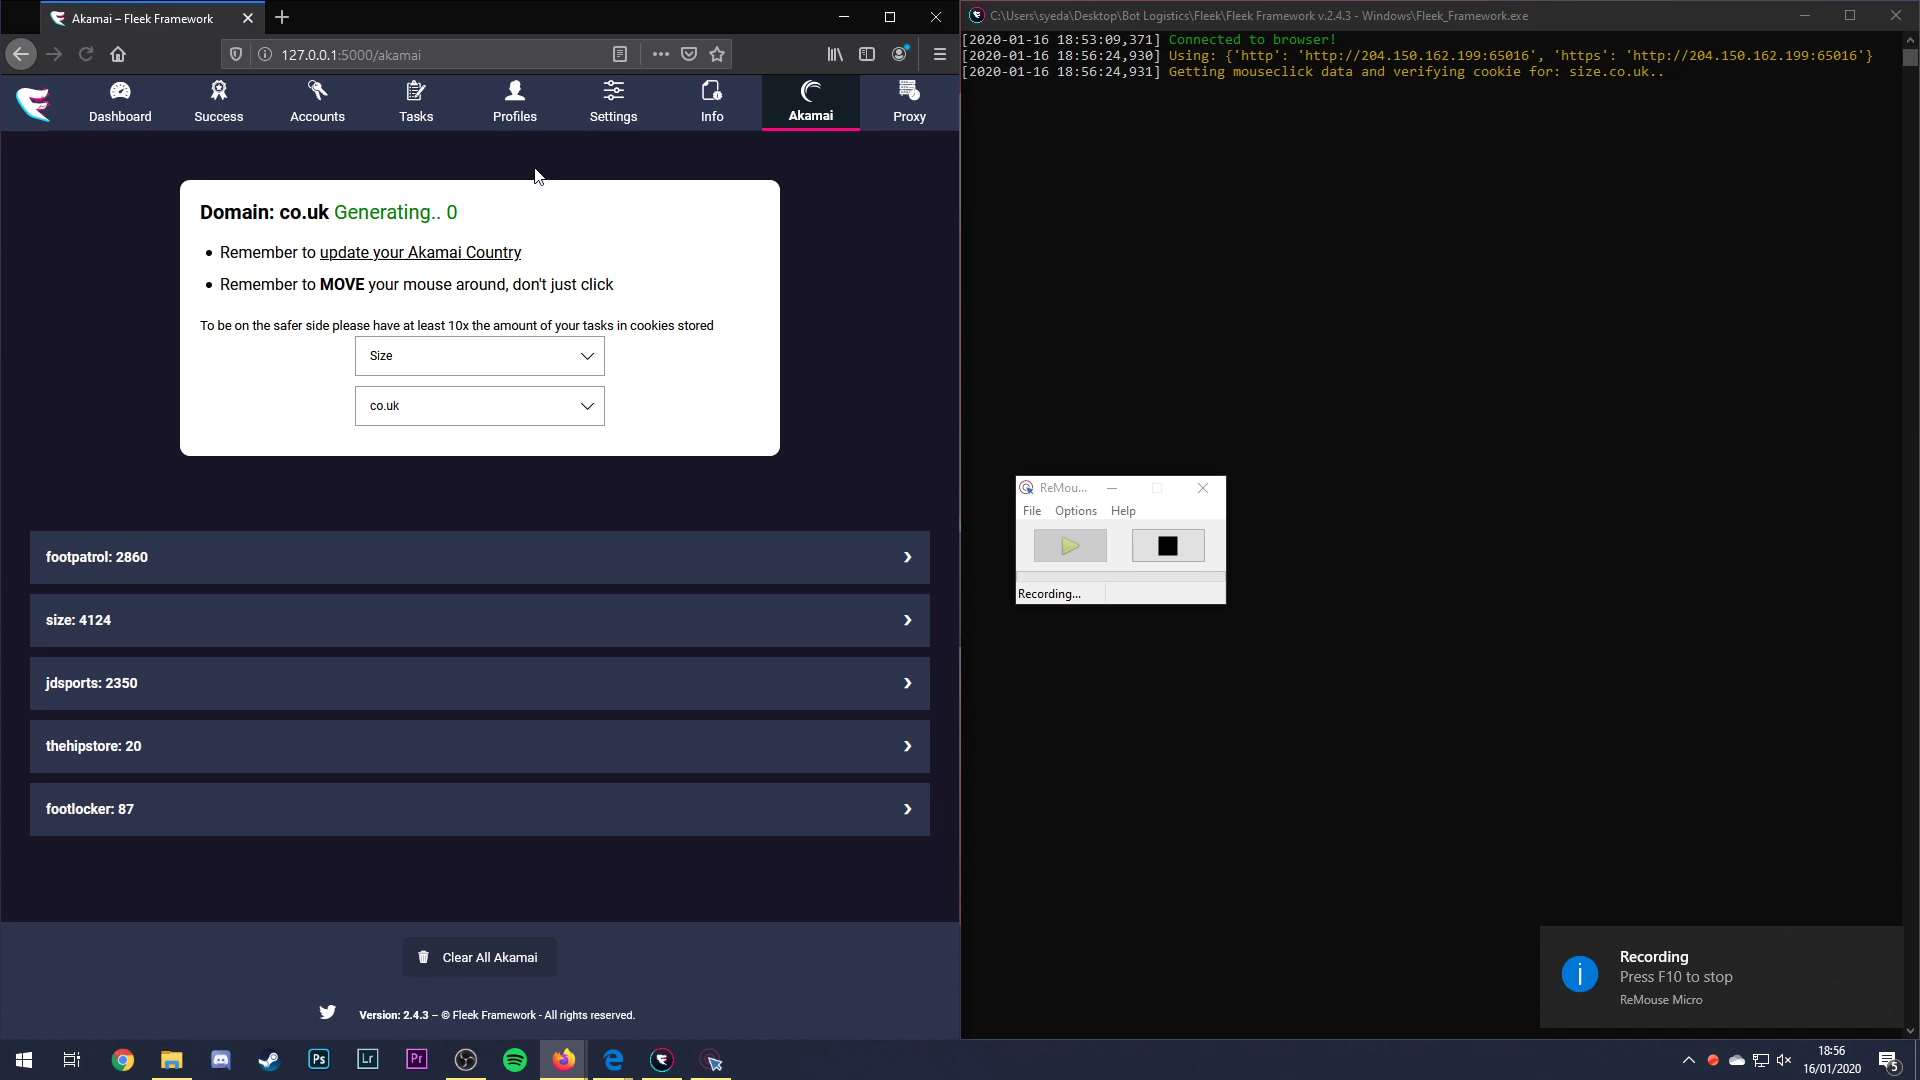 Akamai – Fleek Framework
127.0.0.1:5000/akamai
Dashboard
Success
Accounts
Tasks
Profiles
Settings
Info
Akamai
Proxy
Domain: co.uk Generating.. 0
Remember to update your Akamai Country
Remember to MOVE your mouse around, don't just click
To be on the safer side please have at least 10x the amount of your tasks in cookies stored
Size
co.uk
footpatrol: 2860
size: 4124
jdsports: 2350
thehipstore: 20
footlocker: 87
Clear All Akamai
Version: 2.4.3 – © Fleek Framework - All rights reserved.
C:\Users\syeda\Desktop\Bot Logistics\Fleek\Fleek Framework v.2.4.3 - Windows\Fleek_Framework.exe
[2020-01-16 18:53:09,371] Connected to browser!
[2020-01-16 18:56:24,930] Using: {'http': 'http://204.150.162.199:65016', 'https': 'http://204.150.162.199:65016'}
[2020-01-16 18:56:24,931] Getting mouseclick data and verifying cookie for: size.co.uk..
ReMou...
File Options Help
Recording...
Recording
Press F10 to stop
ReMouse Micro
Ps
Lr
Pr
18:56
16/01/2020
5